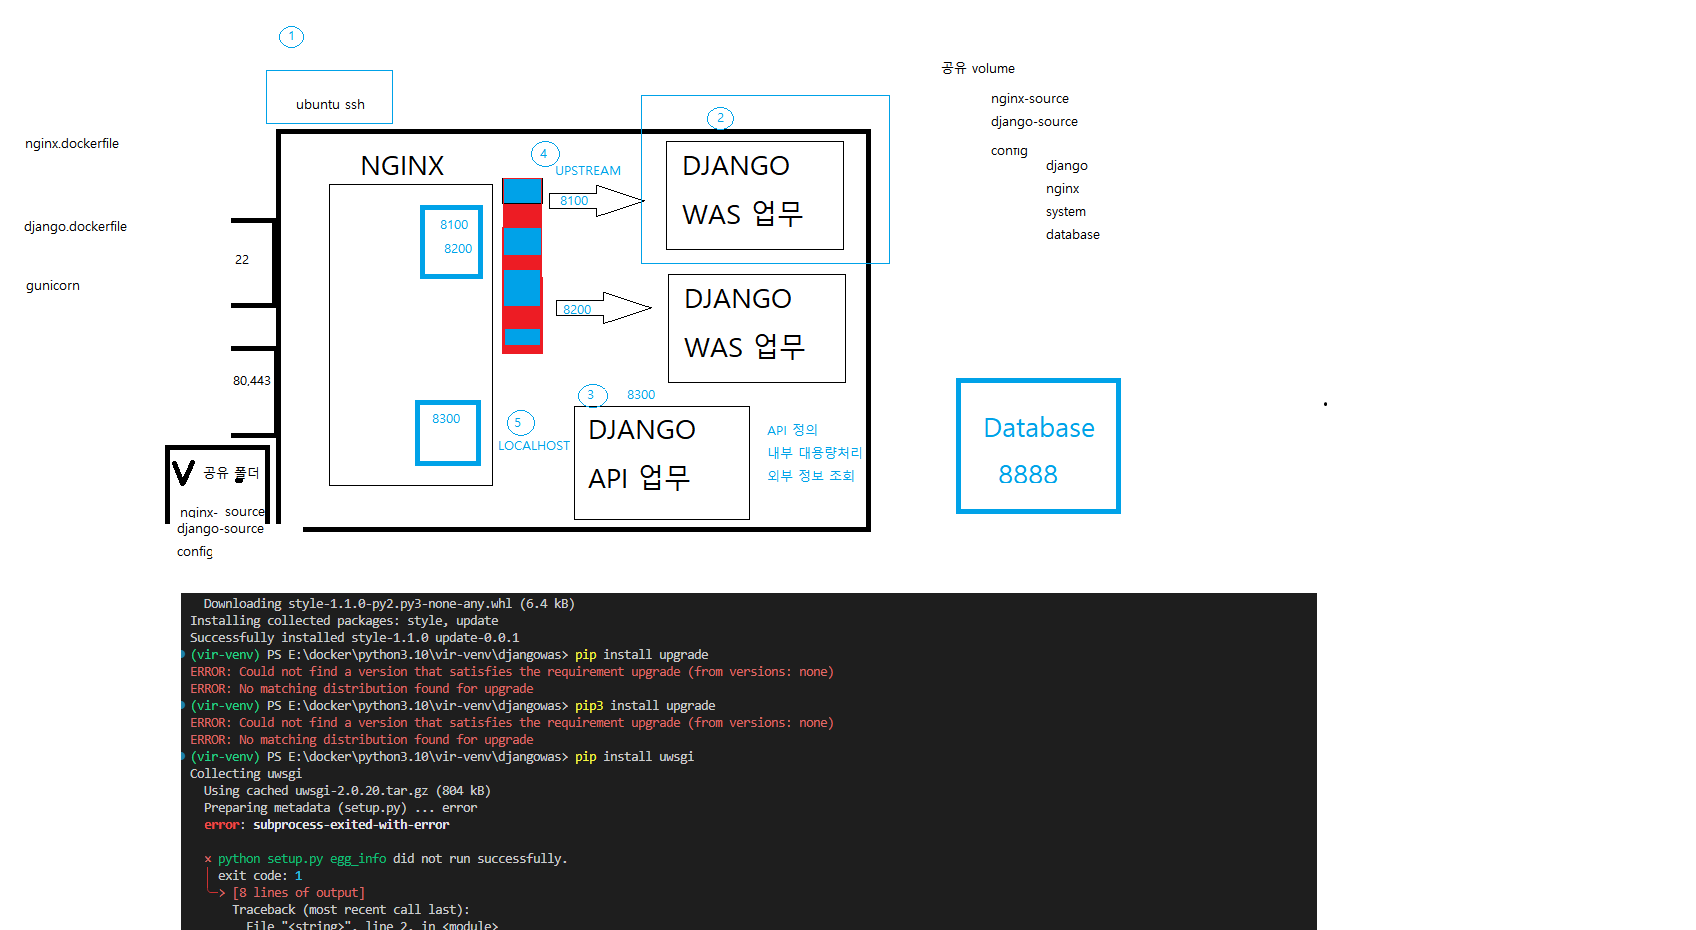 1
ubuntu ssh
nginx.dockerfile
django.dockerfile
gunicorn
22
80,443
V 공유 폴더
nginx- source
django-source
config
NGINX
8100
8200
8300
4
UPSTREAM
8100
8200
5
LOCALHOST
2
DJANGO
WAS 업무
DJANGO
WAS 업무
3
8300
DJANGO
API 업무
API 정의
내부 대용량처리
외부 정보 조회
공유 volume
nginx-source
django-source
config
django
nginx
system
database
Database
8888
Downloading style-1.1.0-py2.py3-none-any.whl (6.4 kB)
Installing collected packages: style, update
Successfully installed style-1.1.0 update-0.0.1
(vir-venv) PS E:\docker\python3.10\vir-venv\djangowas> pip install upgrade
ERROR: Could not find a version that satisfies the requirement upgrade (from versions: none)
ERROR: No matching distribution found for upgrade
(vir-venv) PS E:\docker\python3.10\vir-venv\djangowas> pip3 install upgrade
ERROR: Could not find a version that satisfies the requirement upgrade (from versions: none)
ERROR: No matching distribution found for upgrade
(vir-venv) PS E:\docker\python3.10\vir-venv\djangowas> pip install uwsgi
Collecting uwsgi
Using cached uwsgi-2.0.20.tar.gz (804 kB)
Preparing metadata (setup.py) ... error
error: subprocess-exited-with-error
× python setup.py egg_info did not run successfully.
exit code: 1
[8 lines of output]
Traceback (most recent call last):
File "<string>", line 2, in <module>